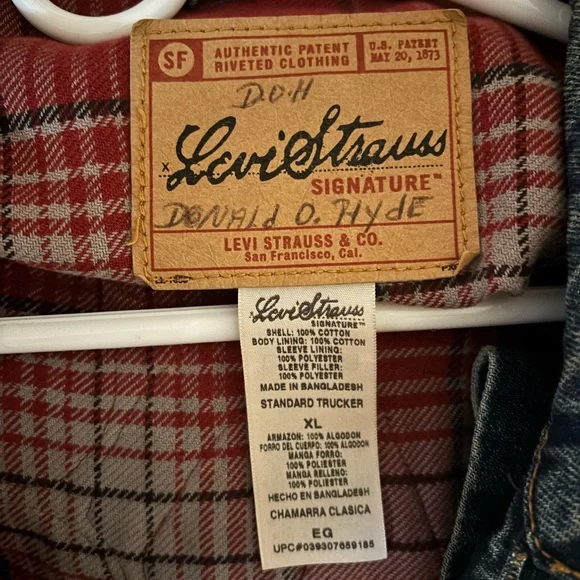 SF
AUTHENTIC PATENT
RIVETED CLOTHING
U.S. PATENT
MAY 20, 1873
D.O.H
x Levi Strauss
SIGNATURE™
DONAld O. HYdE
LEVI STRAUSS & CO.
San Francisco, Cal.
Levi Strauss
SIGNATURE™
SHELL: 100% COTTON
BODY LINING: 100% COTTON
SLEEVE LINING:
100% POLYESTER
SLEEVE FILLER:
100% POLYESTER
MADE IN BANGLADESH
STANDARD TRUCKER
XL
ARMAZON: 100% ALGODON
FORRO DEL CUERPO: 100% ALGODON
MANGA FORRO:
100% POLIESTER
MANGA RELLENO:
100% POLIESTER
HECHO EN BANGLADESH
CHAMARRA CLASICA
EG
UPC#039307659185